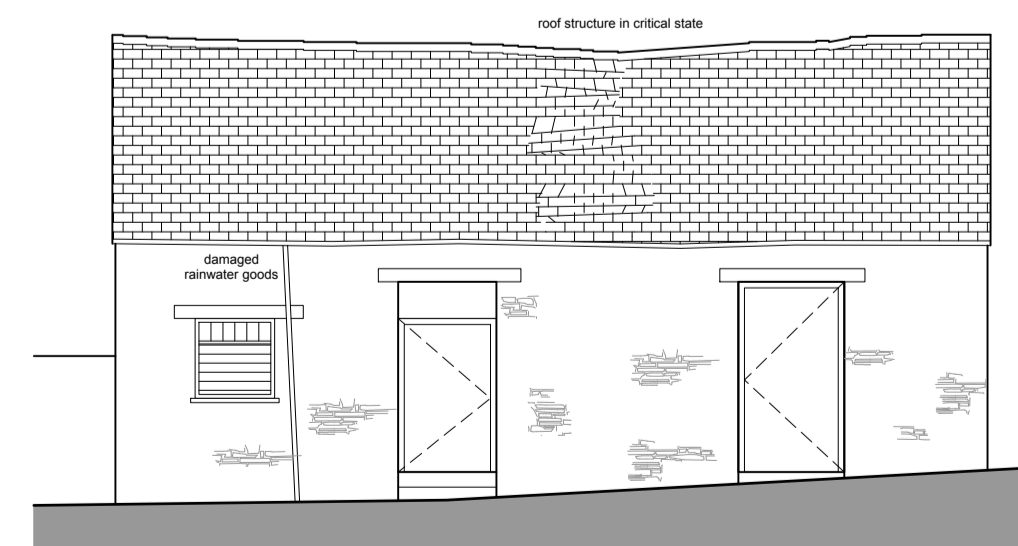 roof structure in critical state
damaged
rainwater goods